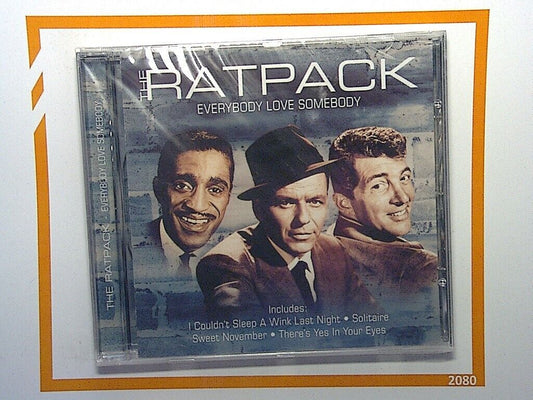 THE RATPACK
EVERYBODY LOVE SOMEBODY
THE RATPACK EVERYBODY LOVE SOMEBODY
Includes:
I Couldn't Sleep A Wink Last Night • Solitaire
Sweet November • There's Yes In Your Eyes
2080